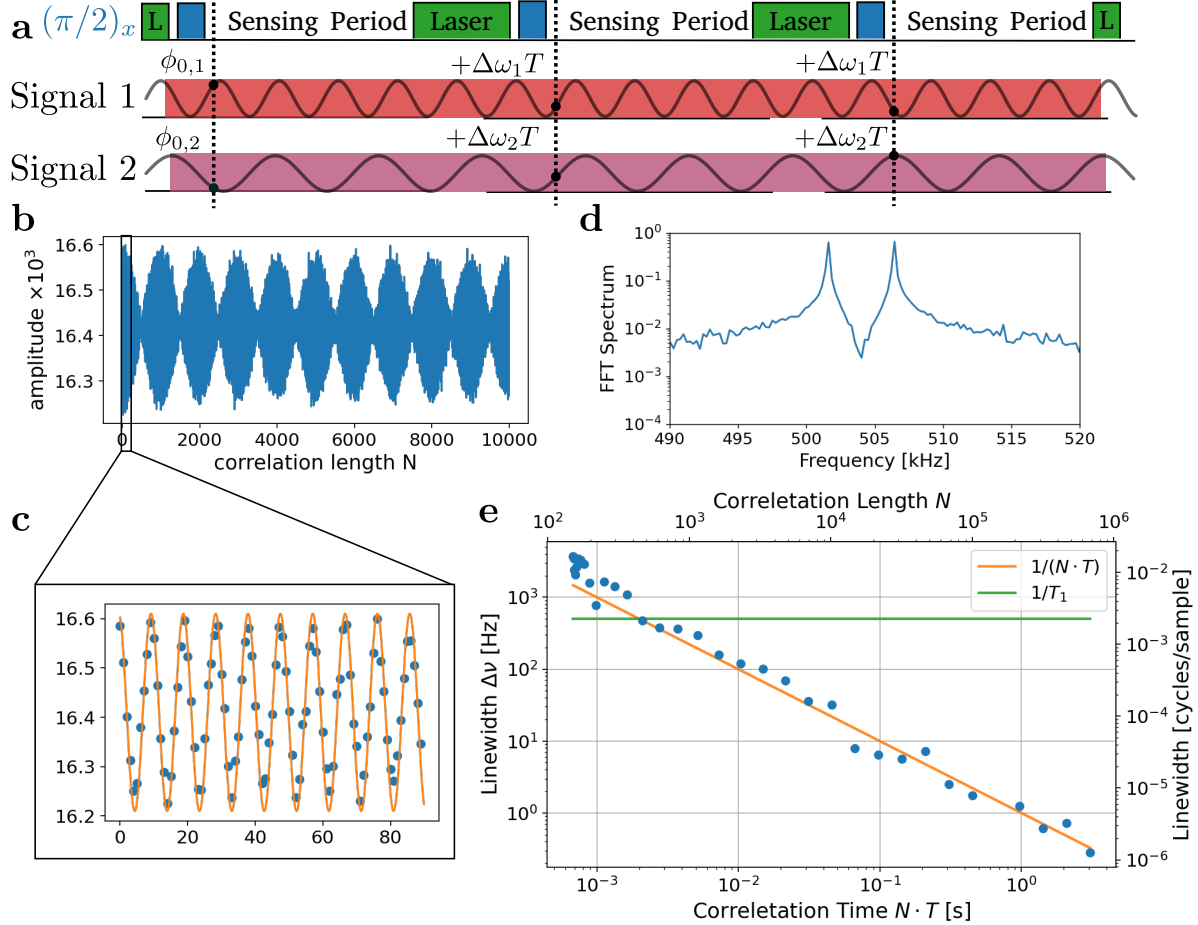 a (π/2)ₓ L Sensing Period Laser Sensing Period Laser Sensing Period L
ϕ₀,₁ +Δω₁T +Δω₁T
Signal 1
ϕ₀,₂ +Δω₂T +Δω₂T
Signal 2
b
amplitude ×10³
16.6
16.5
16.4
16.3
0 2000 4000 6000 8000 10000
correlation length N
d
FFT Spectrum
10⁰
10⁻¹
10⁻²
10⁻³
10⁻⁴
490 495 500 505 510 515 520
Frequency [kHz]
c
16.6
16.5
16.4
16.3
16.2
0 20 40 60 80
e
Correletation Length N
10² 10³ 10⁴ 10⁵ 10⁶
Linewidth Δν [Hz]
10³
10²
10¹
10⁰
1/(N · T)
1/T₁
10⁻²
10⁻³
10⁻⁴
10⁻⁵
10⁻⁶
Linewidth [cycles/sample]
10⁻³ 10⁻² 10⁻¹ 10⁰
Correletation Time N · T [s]